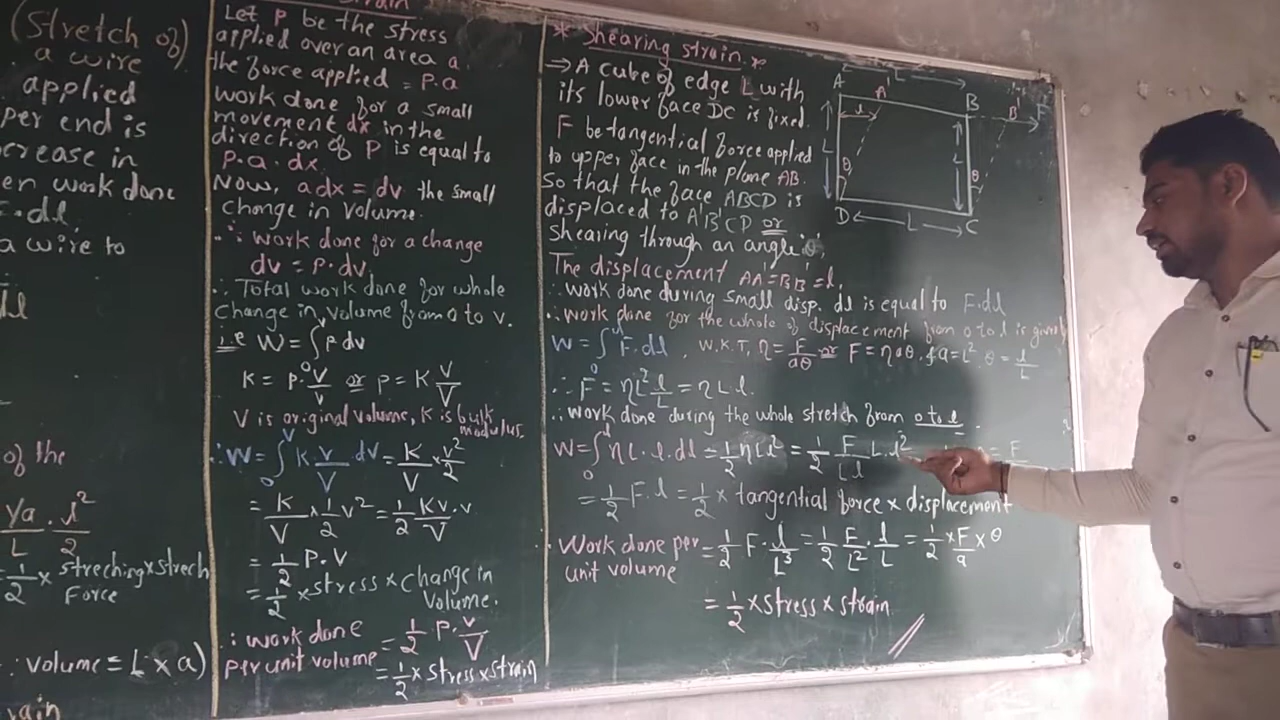 (Stretch of)
a wire
applied
per end is
crease in
en work done
F.dl.
a wire to
dl
of the
Ya . l²
L 2
= 1/2 × streching × strech
Force
∴ volume = L × a)
rain
train
Let P be the stress
applied over an area a.
the force applied = P.a
work done for a small
movement dx in the
direction of P is equal to
P.a.dx.
Now, adx = dv the small
change in volume.
∴ work done for a change
dv = P.dv,
∴ Total work done for whole
change in volume from 0 to v.
i.e W = ∫ P dv
K = P.V/v or p = K v/V
V is original volume, K is bulk
modulus.
∴ W = ∫₀ᵛ K v/V dv = K/V × v²/2
= K/V × 1/2 v² = 1/2 Kv/V . v
= 1/2 P.V
= 1/2 × stress × change in
volume.
∴ work done
per unit volume = 1/2 P.v/V
= 1/2 × stress × strain
* Shearing strain *
⇒ A cube of edge L with
its lower face DC is fixed.
F be tangential force applied
to upper face in the plane AB.
So that the face ABCD is
displaced to A'B'CD or
Shearing through an angle 'θ',
The displacement AA' = BB' = l,
∴ work done during small disp. dl is equal to F.dl
∴ work done for the whole of displacement from 0 to l is given
W = ∫₀ˡ F.dl , W.K.T, η = F/aθ or F = ηaθ. & a = L² θ = l/L
∴ F = ηL² l/L = ηLl.
∴ work done during the whole stretch from 0 to l
W = ∫₀ˡ ηL.l.dl = 1/2 ηLl² = 1/2 F/Ll L.l² = F
= 1/2 F.l = 1/2 × tangential force × displacement
∴ Work done per
unit volume = 1/2 F. l/L³ = 1/2 F/L² . l/L = 1/2 × F/a × θ
= 1/2 × stress × strain
L
A A' B B' F
l
L θ L θ
D L C